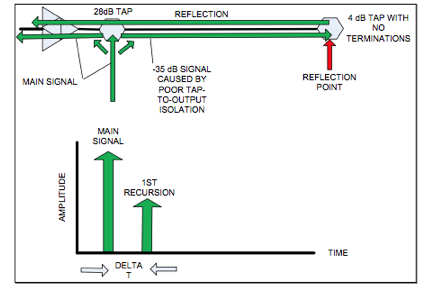 28dB TAP
REFLECTION
4 dB TAP WITH
NO
TERMINATIONS
MAIN SIGNAL
-35 dB SIGNAL
CAUSED BY
POOR TAP-
TO-OUTPUT
ISOLATION
REFLECTION
POINT
MAIN
SIGNAL
1ST
RECURSION
AMPLITUDE
TIME
DELTA
T